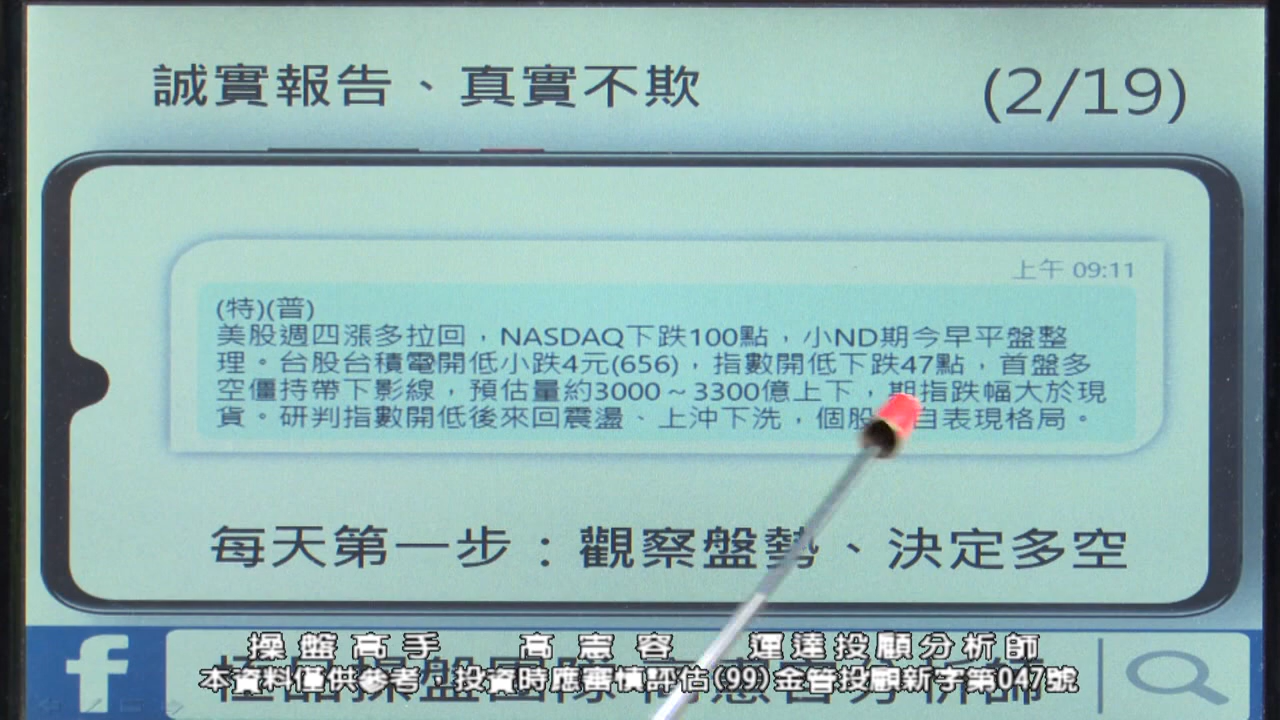 誠實報告、真實不欺
(2/19)
上午 09:11
(特)(普)
美股週四漲多拉回，NASDAQ下跌100點，小ND期今早平盤整
理。台股台積電開低小跌4元(656)，指數開低下跌47點，首盤多
空僵持帶下影線，預估量約3000～3300億上下，期指跌幅大於現
貨。研判指數開低後來回震盪、上沖下洗，個股 自表現格局。
每天第一步：觀察盤勢、決定多空
操盤高手 高憲容 運達投顧分析師
本資料僅供參考，投資時應審慎評估(99)金管投顧新字第047號